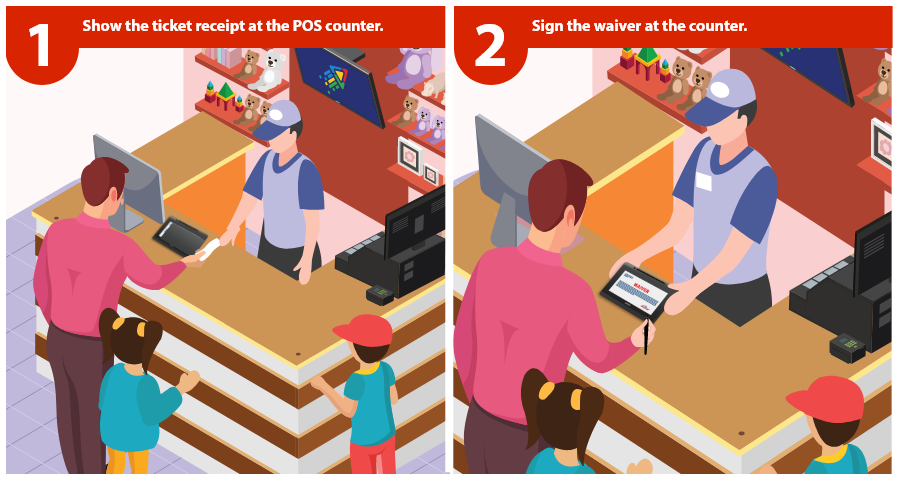 1
Show the ticket receipt at the POS counter.
2
Sign the waiver at the counter.
WAIVER